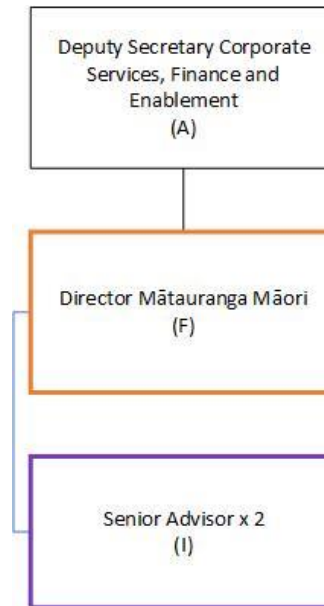 Deputy Secretary Corporate
Services, Finance and
Enablement
(A)
Director Mātauranga Māori
(F)
Senior Advisor x 2
(I)